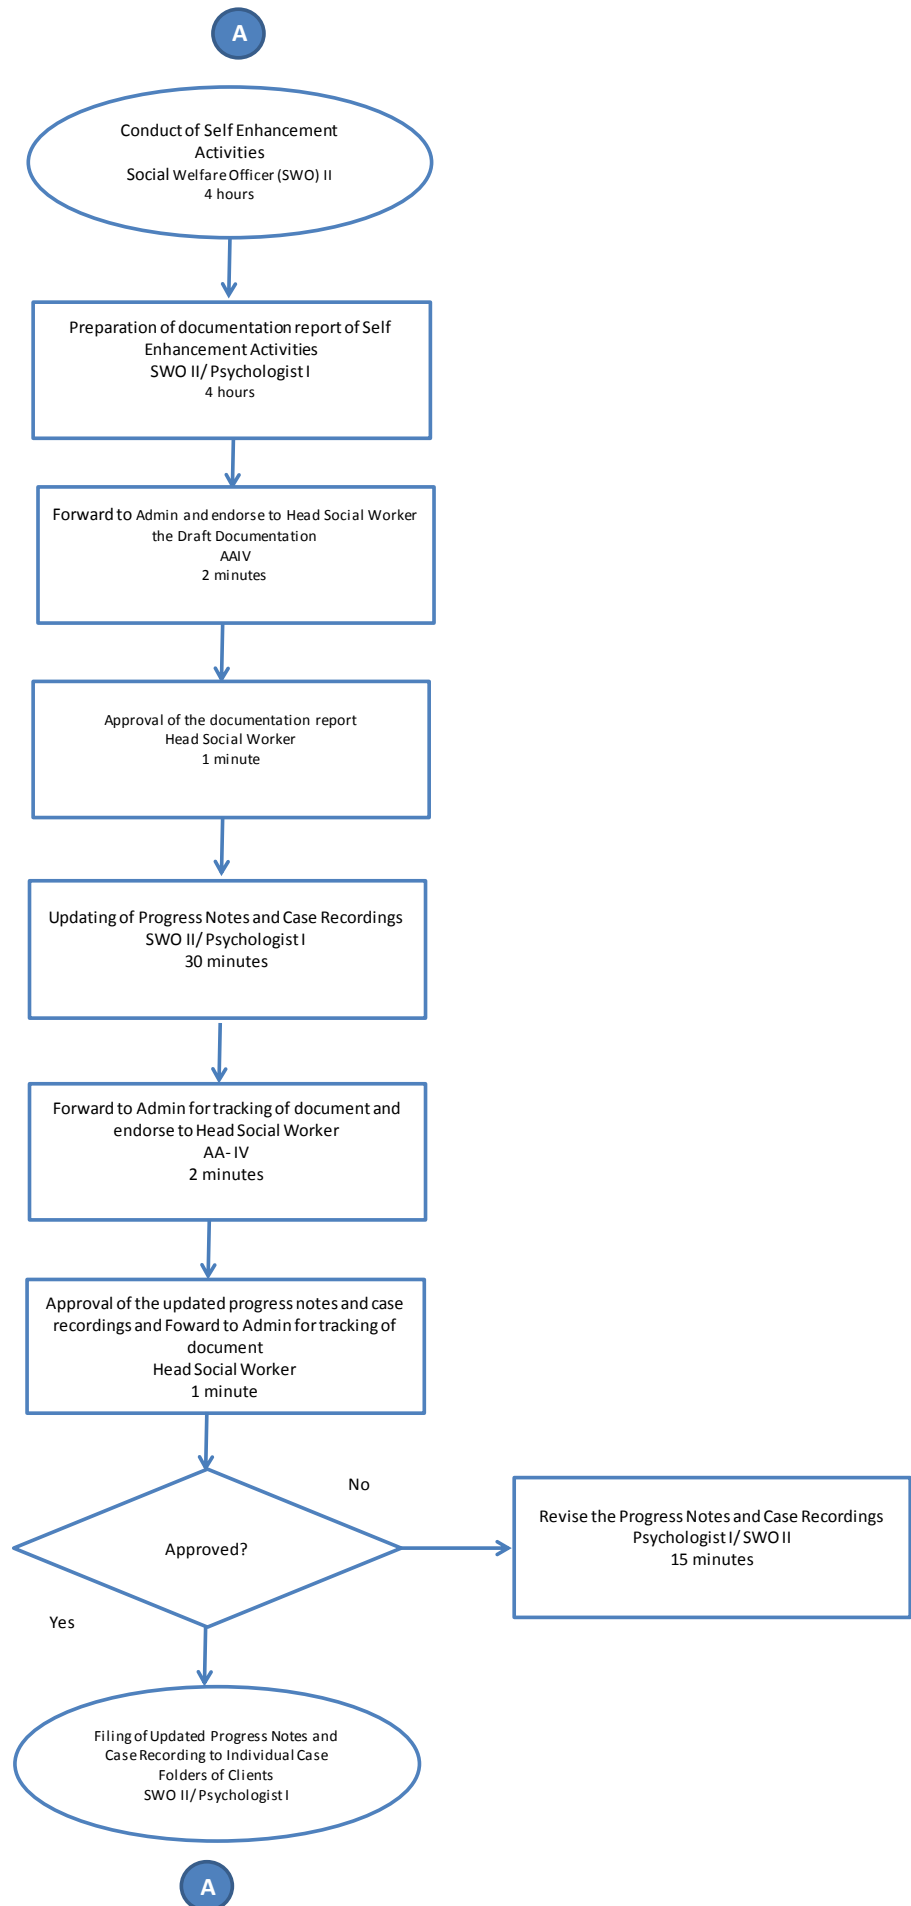 A
Conduct of Self Enhancement
Activities
Social Welfare Officer (SWO) II
4 hours
Preparation of documentation report of Self
Enhancement Activities
SWO II/ Psychologist I
4 hours
Forward to Admin and endorse to Head Social Worker
the Draft Documentation
AAIV
2 minutes
Approval of the documentation report
Head Social Worker
1 minute
Updating of Progress Notes and Case Recordings
SWO II/ Psychologist I
30 minutes
Forward to Admin for tracking of document and
endorse to Head Social Worker
AA- IV
2 minutes
Approval of the updated progress notes and case
recordings and Foward to Admin for tracking of
document
Head Social Worker
1 minute
No
Approved?
Revise the Progress Notes and Case Recordings
Psychologist I/ SWO II
15 minutes
Yes
Filing of Updated Progress Notes and
Case Recording to Individual Case
Folders of Clients
SWO II/ Psychologist I
A